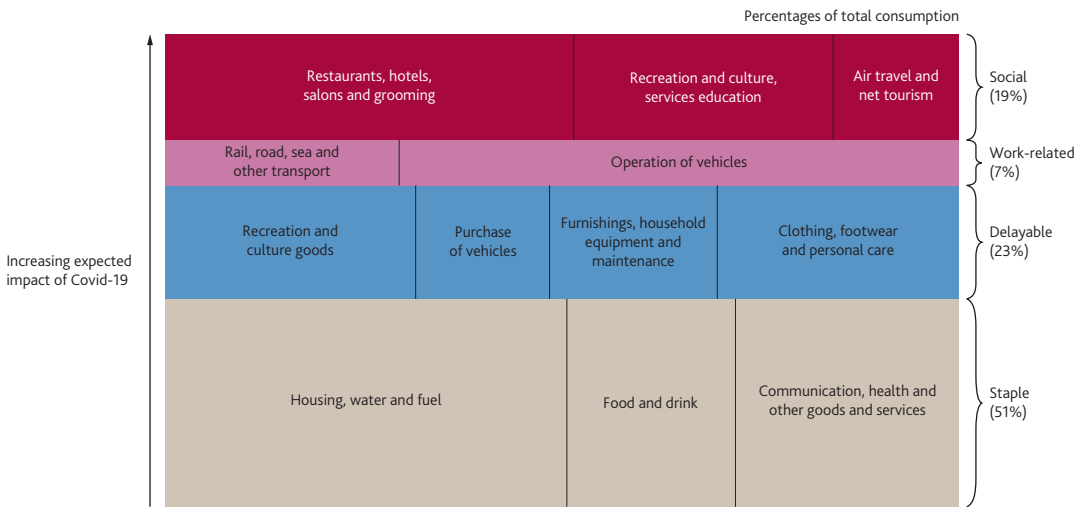 Percentages of total consumption
Restaurants, hotels,
salons and grooming
Recreation and culture,
services education
Air travel and
net tourism
Social
(19%)
Rail, road, sea and
other transport
Operation of vehicles
Work-related
(7%)
Recreation and
culture goods
Purchase
of vehicles
Furnishings, household
equipment and
maintenance
Clothing, footwear
and personal care
Delayable
(23%)
Increasing expected
impact of Covid-19
Housing, water and fuel
Food and drink
Communication, health and
other goods and services
Staple
(51%)